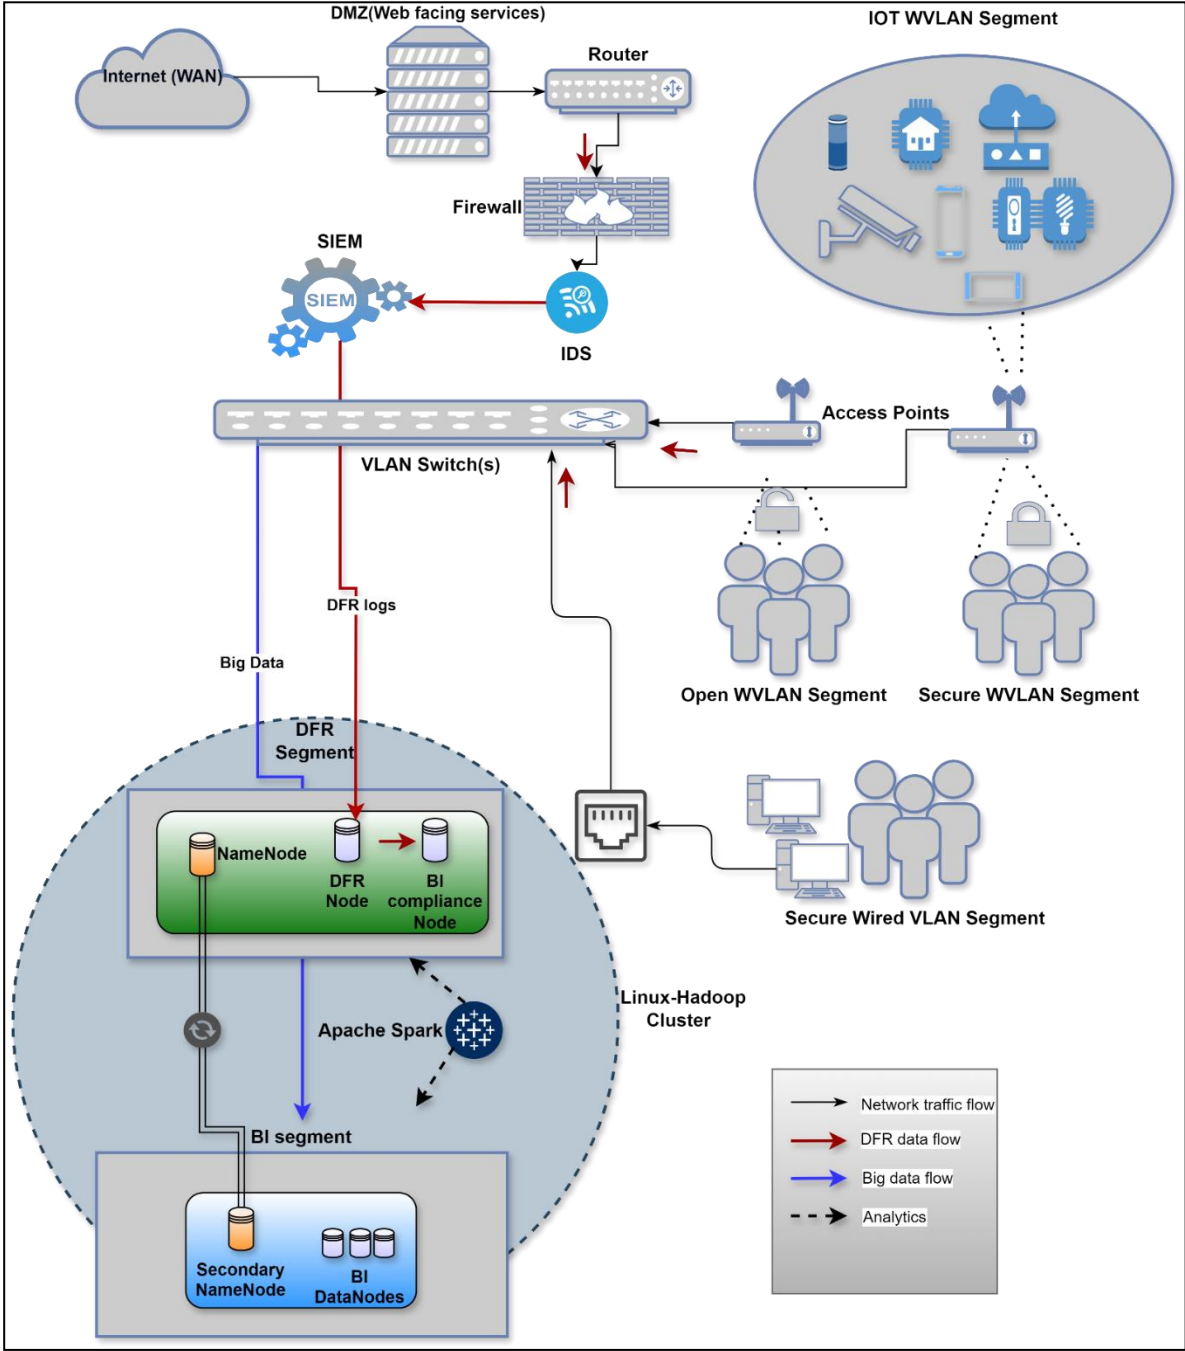 DMZ(Web facing services)
IOT WVLAN Segment
Router
Internet (WAN)
Firewall
SIEM
SIEM
IDS
Access Points
VLAN Switch(s)
DFR logs
Big Data
Open WVLAN Segment
Secure WVLAN Segment
DFR
Segment
NameNode
DFR
Node
BI
compliance
Node
Secure Wired VLAN Segment
Linux-Hadoop
Cluster
Apache Spark
BI segment
Secondary
NameNode
BI
DataNodes
Network traffic flow
DFR data flow
Big data flow
Analytics